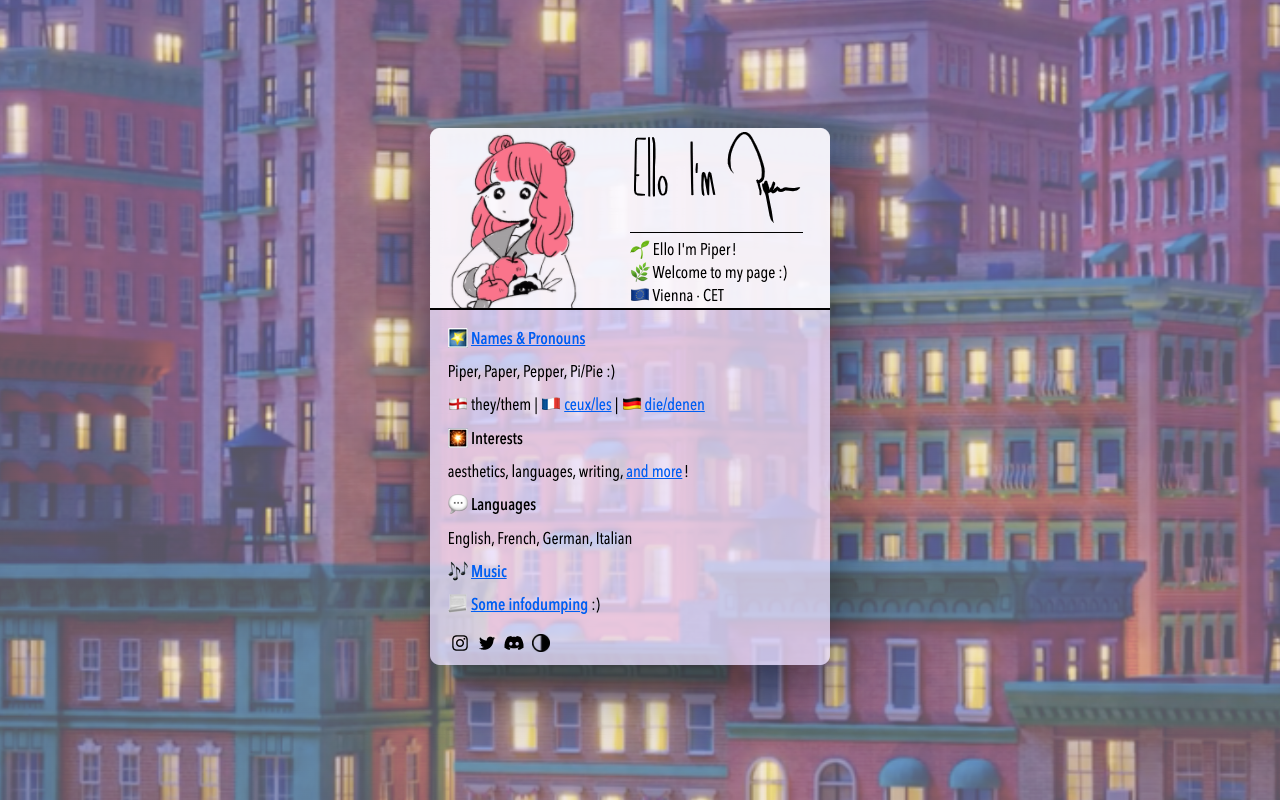 Ello I'm Piper
Ello I'm Piper!
Welcome to my page :)
Vienna · CET
Names & Pronouns
Piper, Paper, Pepper, Pi/Pie :)
they/them | ceux/les | die/denen
Interests
aesthetics, languages, writing, and more!
Languages
English, French, German, Italian
Music
Some infodumping :)